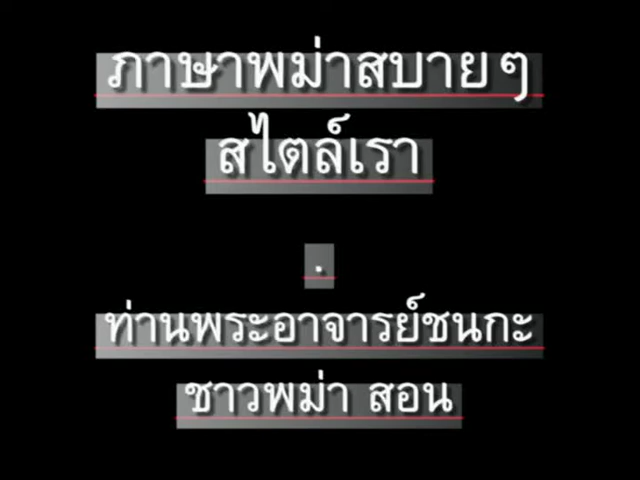 ภาษาพม่าสบายๆ
สไตล์เรา
.
ท่านพระอาจารย์ชนกะ
ชาวพม่า สอน